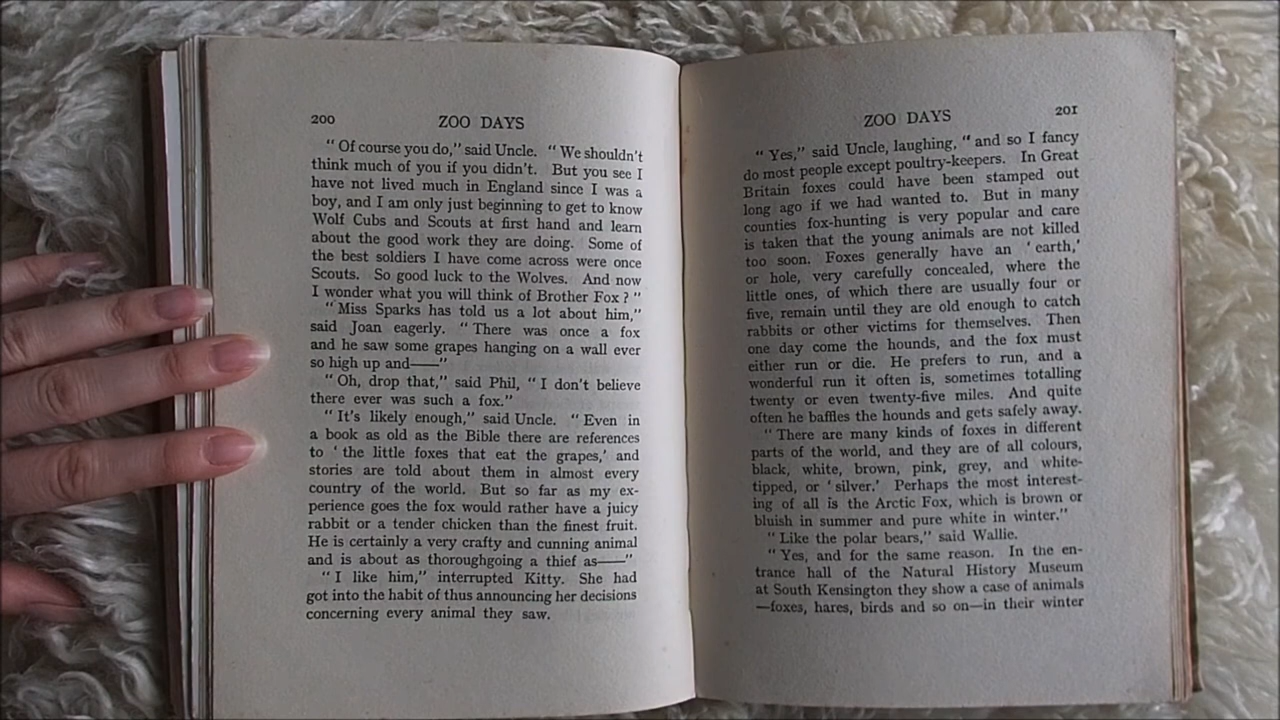 200
ZOO DAYS
“ Of course you do,” said Uncle. “ We shouldn't
think much of you if you didn't. But you see I
have not lived much in England since I was a
boy, and I am only just beginning to get to know
Wolf Cubs and Scouts at first hand and learn
about the good work they are doing. Some of
the best soldiers I have come across were once
Scouts. So good luck to the Wolves. And now
I wonder what you will think of Brother Fox ? ”
“ Miss Sparks has told us a lot about him,”
said Joan eagerly. “ There was once a fox
and he saw some grapes hanging on a wall ever
so high up and——”
“ Oh, drop that,” said Phil, “ I don't believe
there ever was such a fox.”
“ It's likely enough,” said Uncle. “ Even in
a book as old as the Bible there are references
to ‘ the little foxes that eat the grapes,’ and
stories are told about them in almost every
country of the world. But so far as my ex-
perience goes the fox would rather have a juicy
rabbit or a tender chicken than the finest fruit.
He is certainly a very crafty and cunning animal
and is about as thoroughgoing a thief as——”
“ I like him,” interrupted Kitty. She had
got into the habit of thus announcing her decisions
concerning every animal they saw.
ZOO DAYS
201
“ Yes,” said Uncle, laughing, “ and so I fancy
do most people except poultry-keepers. In Great
Britain foxes could have been stamped out
long ago if we had wanted to. But in many
counties fox-hunting is very popular and care
is taken that the young animals are not killed
too soon. Foxes generally have an ‘ earth,’
or hole, very carefully concealed, where the
little ones, of which there are usually four or
five, remain until they are old enough to catch
rabbits or other victims for themselves. Then
one day come the hounds, and the fox must
either run or die. He prefers to run, and a
wonderful run it often is, sometimes totalling
twenty or even twenty-five miles. And quite
often he baffles the hounds and gets safely away.
“ There are many kinds of foxes in different
parts of the world, and they are of all colours,
black, white, brown, pink, grey, and white-
tipped, or ‘ silver.’ Perhaps the most interest-
ing of all is the Arctic Fox, which is brown or
bluish in summer and pure white in winter.”
“ Like the polar bears,” said Wallie.
“ Yes, and for the same reason. In the en-
trance hall of the Natural History Museum
at South Kensington they show a case of animals
—foxes, hares, birds and so on—in their winter